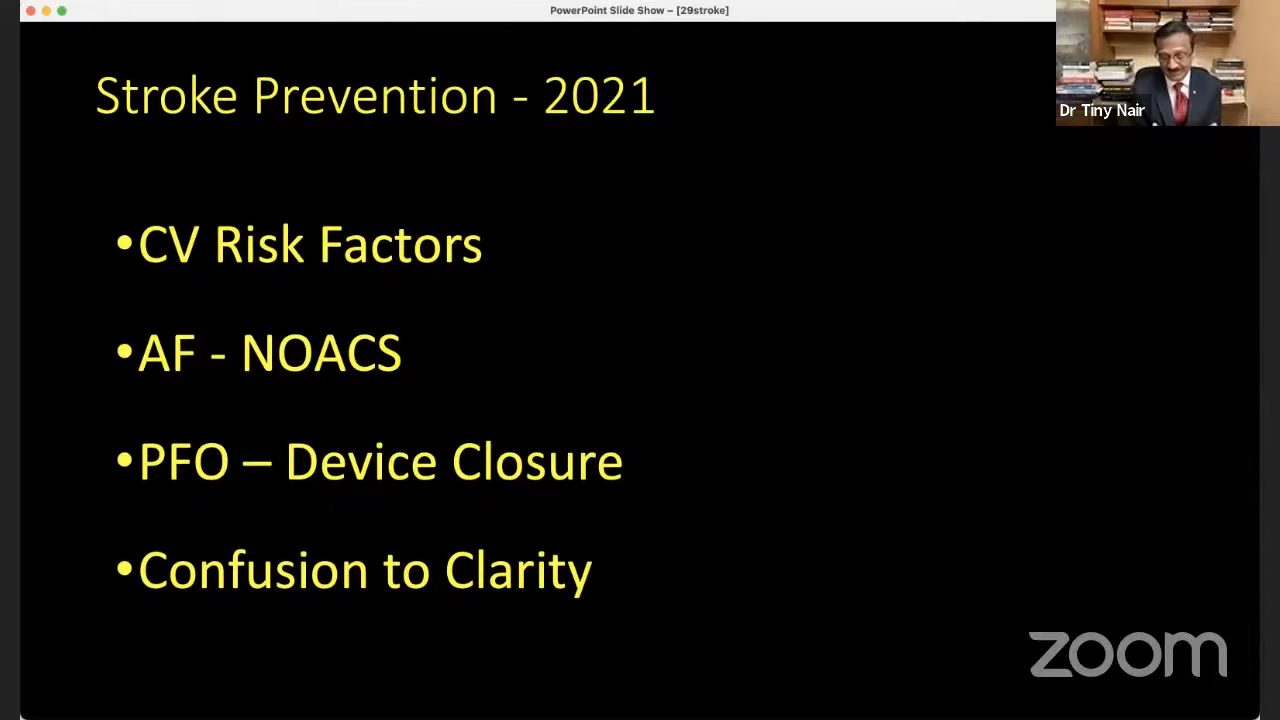 PowerPoint Slide Show – [29stroke]
Dr Tiny Nair
Stroke Prevention - 2021
•CV Risk Factors
•AF - NOACS
•PFO – Device Closure
•Confusion to Clarity
zoom